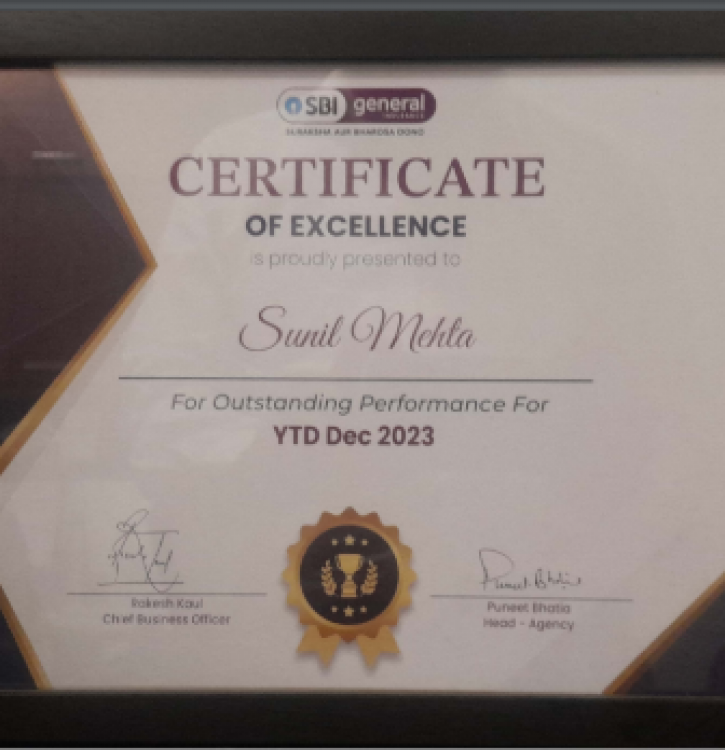 SBI general
INSURANCE
SURAKSHA AUR BHAROSA DONO
CERTIFICATE
OF EXCELLENCE
is proudly presented to
Sunil Mehta
For Outstanding Performance For
YTD Dec 2023
Rakesh Kaul
Chief Business Officer
Puneet Bhatia
Head - Agency